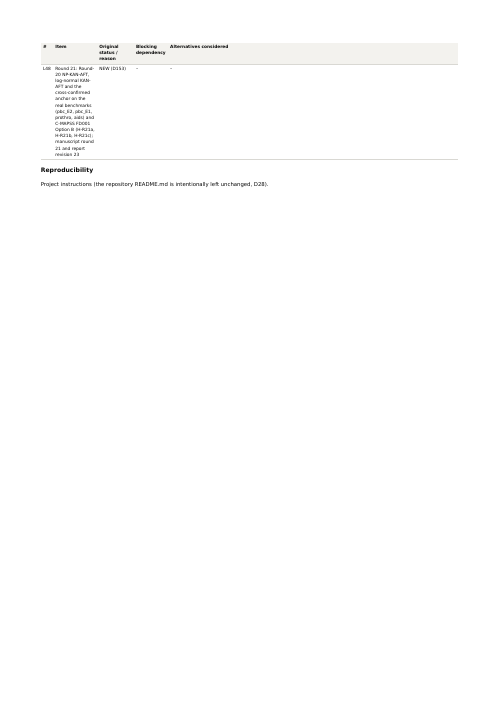 # Item Original status / reason Blocking dependency Alternatives considered
L48 Round 21: Round- NEW (D153) – –
20 NP-KAN-AFT,
log-normal KAN-
AFT and the
cross-confirmed
anchor on the
real benchmarks
(pbc_E2, pbc_E1,
prothro, aids) and
C-MAPSS FD001
Option B (H-R21a,
H-R21b, H-R21c);
manuscript round
21 and report
revision 23
Reproducibility
Project instructions (the repository README.md is intentionally left unchanged, D28).